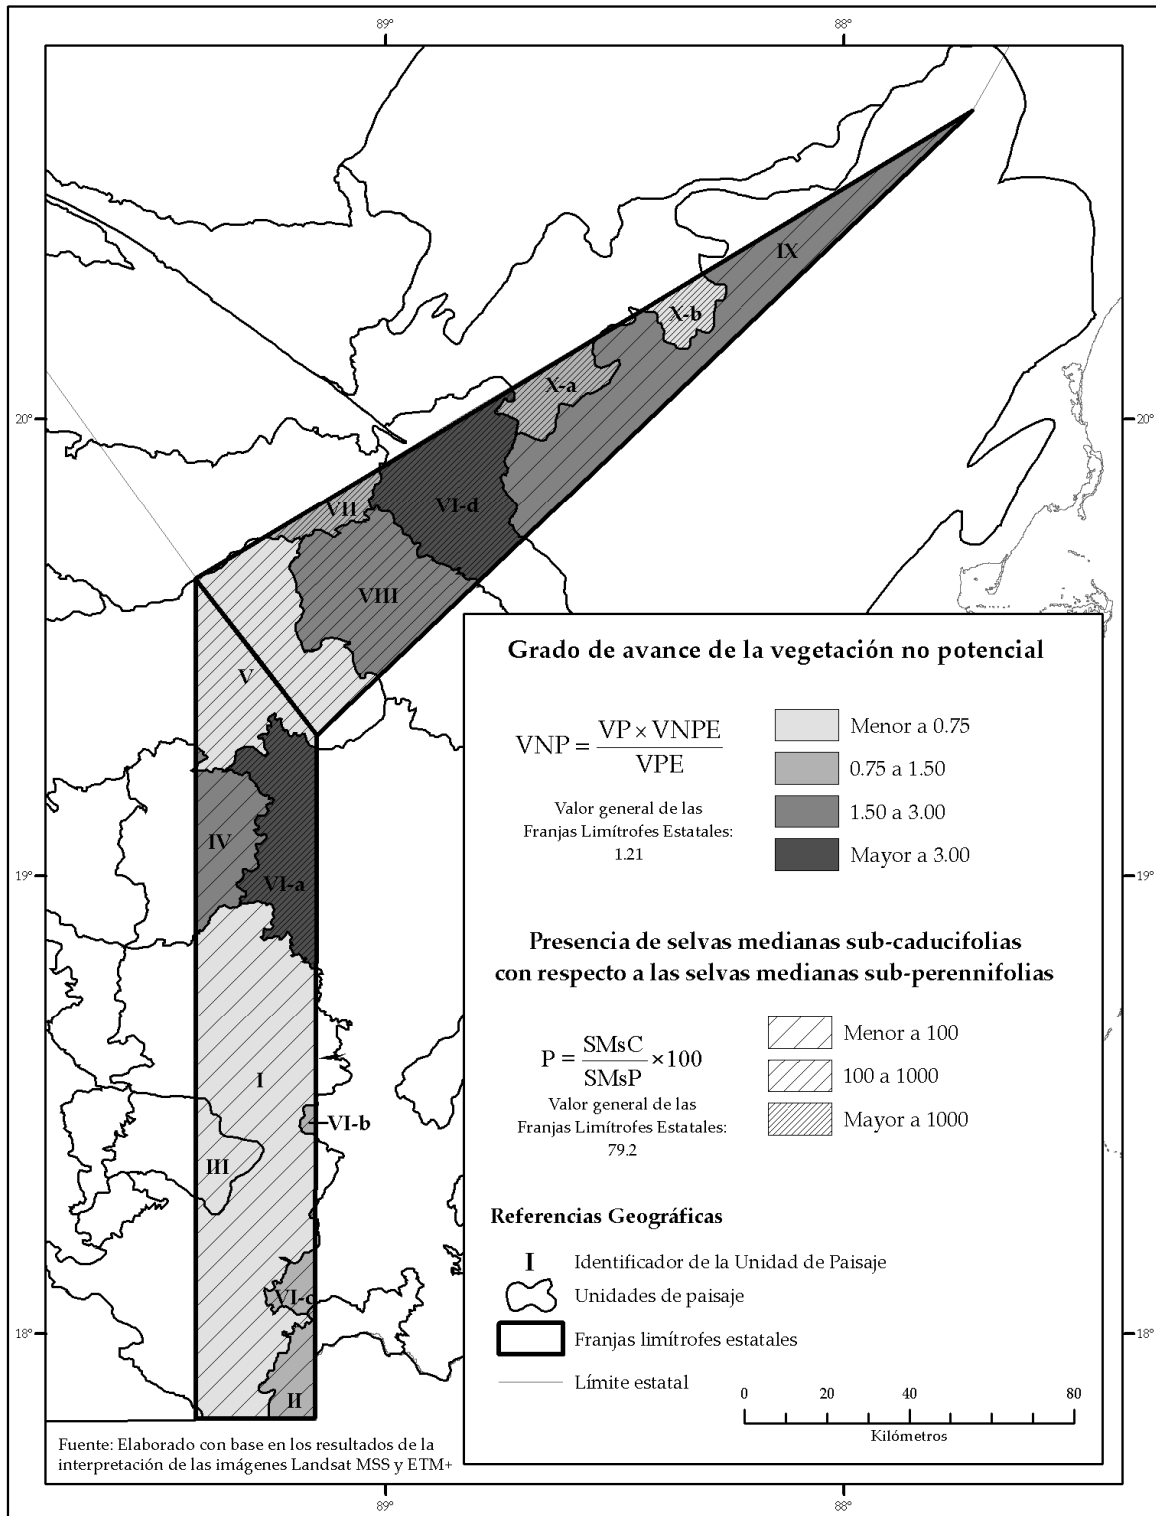 89°
88°
IX
X-b
X-a
20°
20°
VII
VI-d
VIII
V
IV
VI-a
19°
19°
I
VI-b
III
VI-c
II
18°
18°
Grado de avance de la vegetación no potencial
VNP = VP × VNPE / VPE
Valor general de las
Franjas Limítrofes Estatales:
1.21
Menor a 0.75
0.75 a 1.50
1.50 a 3.00
Mayor a 3.00
Presencia de selvas medianas sub-caducifolias
con respecto a las selvas medianas sub-perennifolias
P = SMsC / SMsP ×100
Valor general de las
Franjas Limítrofes Estatales:
79.2
Menor a 100
100 a 1000
Mayor a 1000
Referencias Geográficas
I Identificador de la Unidad de Paisaje
Unidades de paisaje
Franjas limítrofes estatales
Límite estatal
0 20 40 80
Kilómetros
Fuente: Elaborado con base en los resultados de la
interpretación de las imágenes Landsat MSS y ETM+
89°
88°